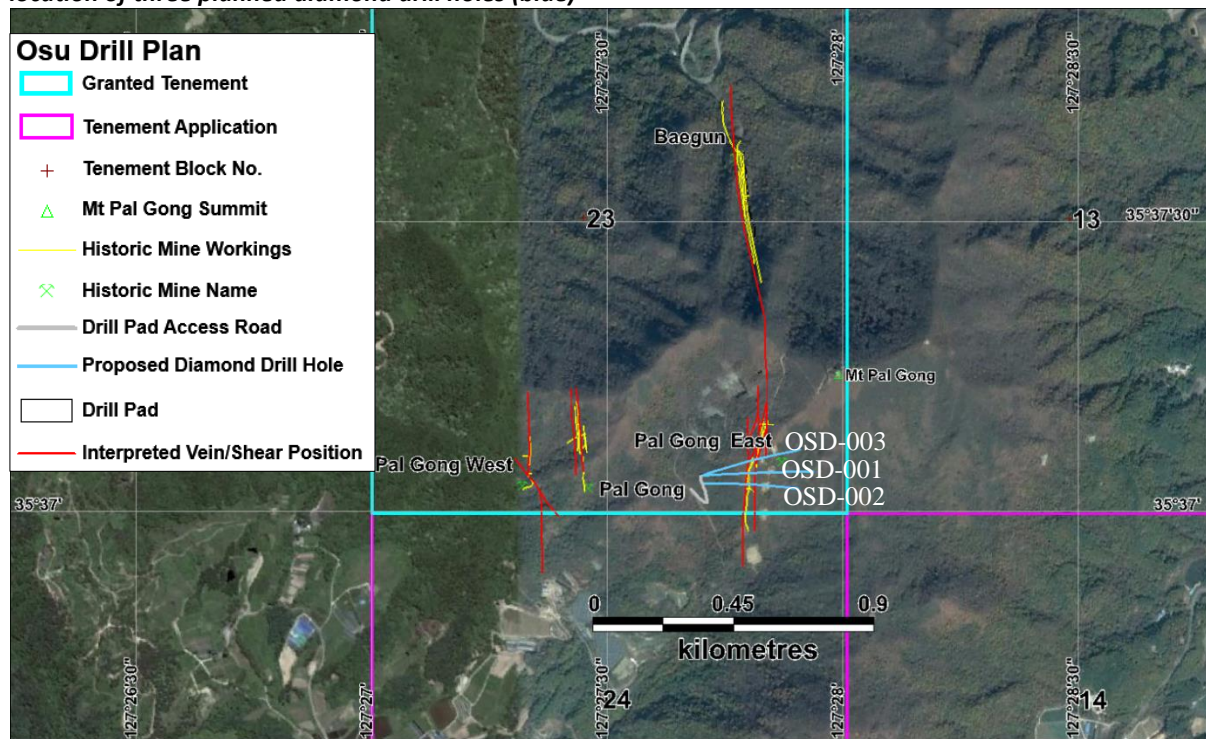 location of three planned diamond drill holes (blue)
Osu Drill Plan
Granted Tenement
Tenement Application
Tenement Block No.
Mt Pal Gong Summit
Historic Mine Workings
Historic Mine Name
Drill Pad Access Road
Proposed Diamond Drill Hole
Drill Pad
Interpreted Vein/Shear Position
127°27'30"
127°28'
127°28'30"
Baegun
23
13
35°37'30"
Mt Pal Gong
Pal Gong East
OSD-003
Pal Gong West
OSD-001
Pal Gong
OSD-002
35°37'
35°37'
0
0.45
0.9
kilometres
127°26'30"
127°27'
127°27'30"
24
127°28'
127°28'30"
14